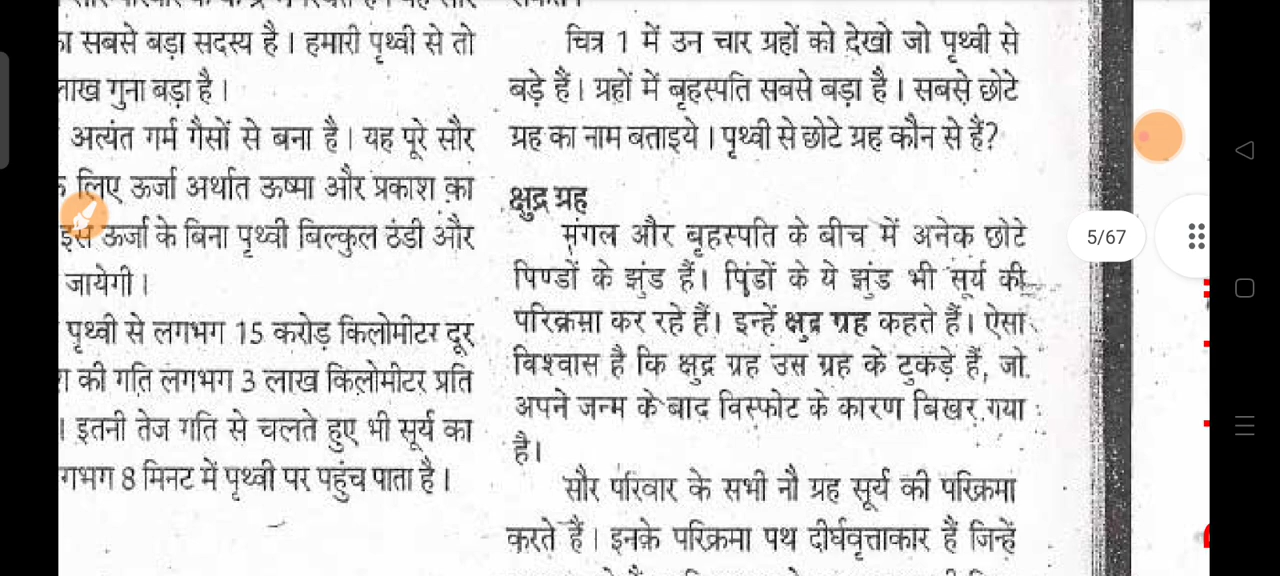 का सबसे बड़ा सदस्य है। हमारी पृथ्वी से तो
लाख गुना बड़ा है।
अत्यंत गर्म गैसों से बना है। यह पूरे सौर
लिए ऊर्जा अर्थात ऊष्मा और प्रकाश का
इस ऊर्जा के बिना पृथ्वी बिल्कुल ठंडी और
जायेगी।
पृथ्वी से लगभग 15 करोड़ किलोमीटर दूर
की गति लगभग 3 लाख किलोमीटर प्रति
। इतनी तेज गति से चलते हुए भी सूर्य का
गभग 8 मिनट में पृथ्वी पर पहुंच पाता है।
चित्र 1 में उन चार ग्रहों को देखो जो पृथ्वी से
बड़े हैं। ग्रहों में बृहस्पति सबसे बड़ा है। सबसे छोटे
ग्रह का नाम बताइये। पृथ्वी से छोटे ग्रह कौन से हैं?
क्षुद्र ग्रह
मंगल और बृहस्पति के बीच में अनेक छोटे
पिण्डों के झुंड हैं। पिंडों के ये झुंड भी सूर्य की
परिक्रमा कर रहे हैं। इन्हें क्षुद्र ग्रह कहते हैं। ऐसा
विश्वास है कि क्षुद्र ग्रह उस ग्रह के टुकड़े हैं, जो
अपने जन्म के बाद विस्फोट के कारण बिखर गया
है।
सौर परिवार के सभी नौ ग्रह सूर्य की परिक्रमा
करते हैं। इनके परिक्रमा पथ दीर्घवृत्ताकार हैं जिन्हें
5/67